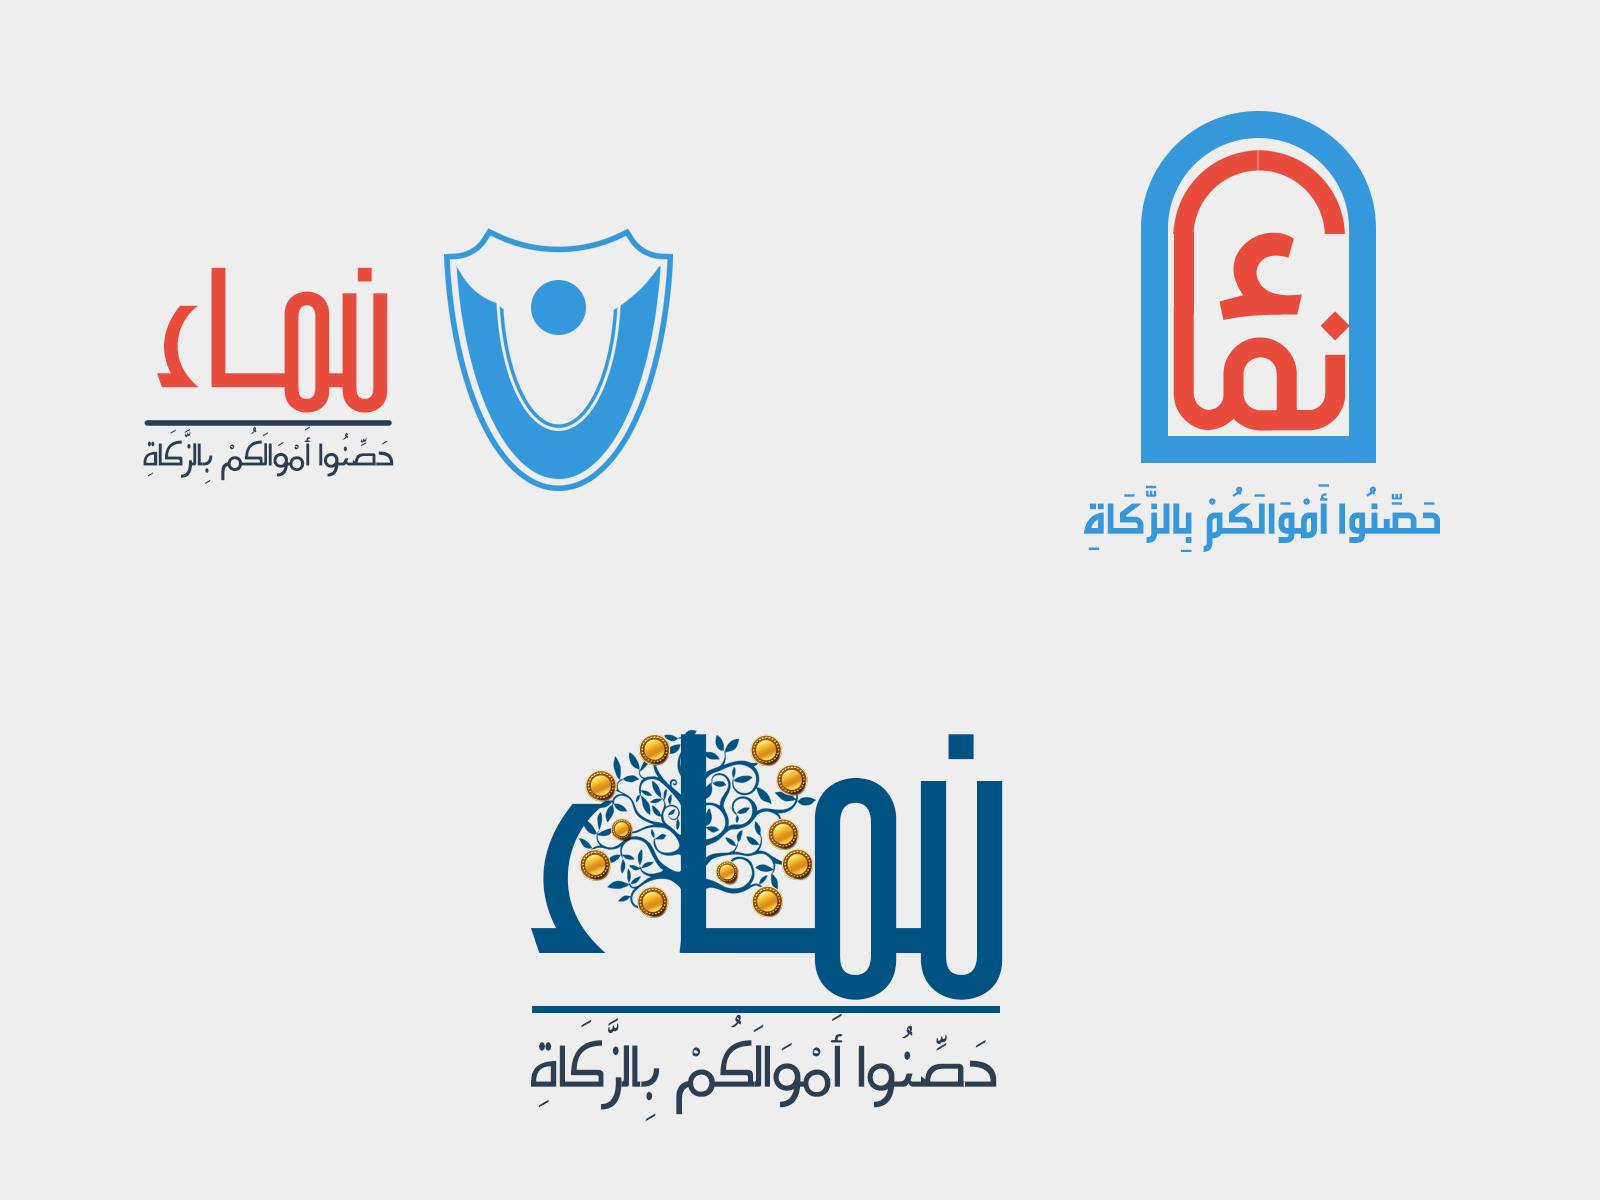 نماء
حَصِّنُوا أَمْوَالَكُمْ بِالزَّكَاةِ
نماء
حَصِّنُوا أَمْوَالَكُمْ بِالزَّكَاةِ
نماء
حَصِّنُوا أَمْوَالَكُمْ بِالزَّكَاةِ